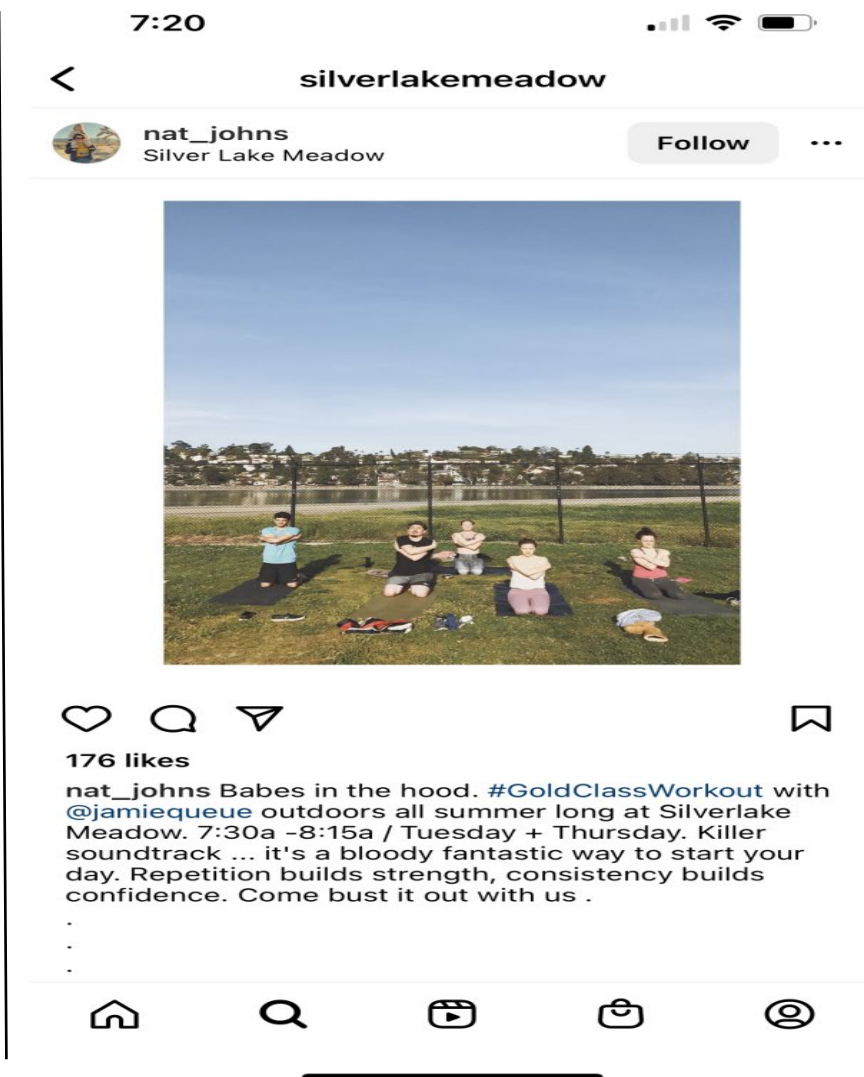 7:20
silverlakemeadow
nat_johns
Silver Lake Meadow
Follow
176 likes
nat_johns Babes in the hood. #GoldClassWorkout with
@jamiequeue outdoors all summer long at Silverlake
Meadow. 7:30a -8:15a / Tuesday + Thursday. Killer
soundtrack ... it's a bloody fantastic way to start your
day. Repetition builds strength, consistency builds
confidence. Come bust it out with us .
.
.
.